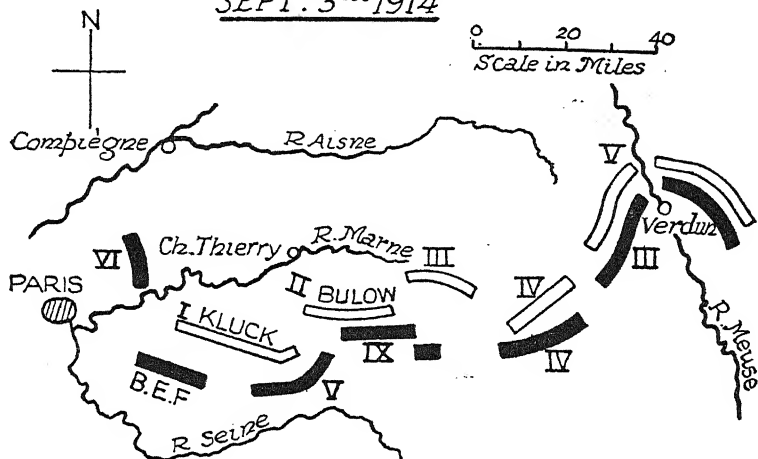 SEPT. 3rd 1914
N
0 20 40
Scale in Miles
Compiègne
R Aisne
V
Verdun
VI
Ch. Thierry
R. Marne
III
III
PARIS
II BULOW
IV
I KLUCK
R. Meuse
IX
IV
B.E.F
V
R Seine